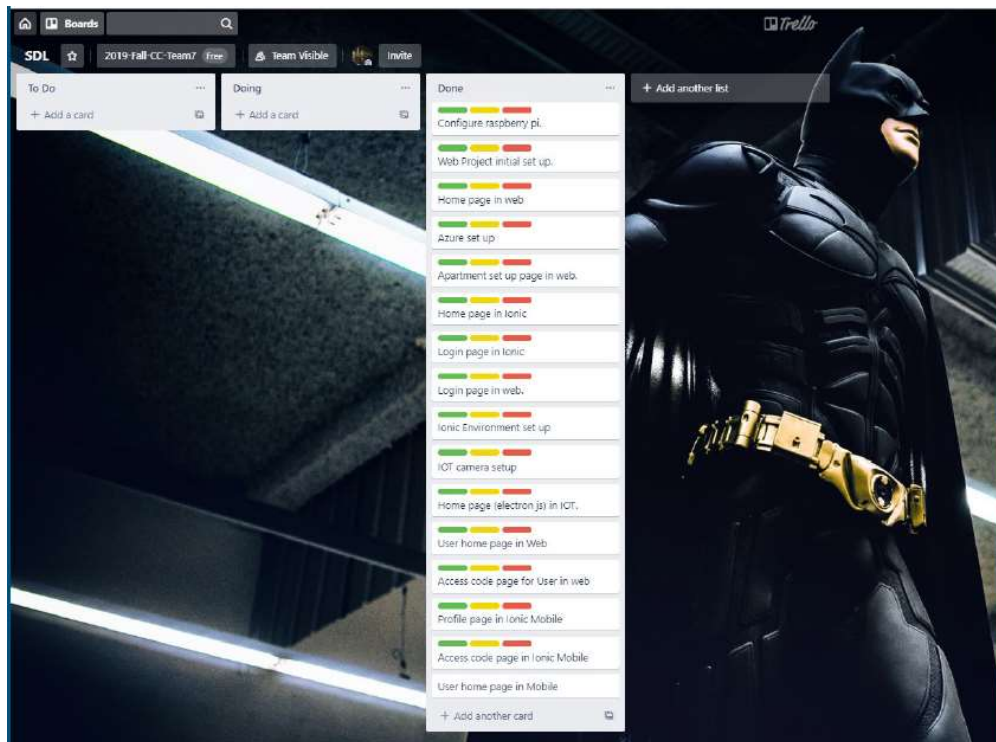 Boards
Trello
SDL
2019-Fall-CC-Team7 Free
Team Visible
Invite
To Do
+ Add a card
Doing
+ Add a card
Done
Configure raspberry pi.
Web Project initial set up.
Home page in web
Azure set up
Apartment set up page in web.
Home page in Ionic
Login page in Ionic
Login page in web.
Ionic Environment set up
IOT camera setup
Home page (electron js) in IOT.
User home page in Web
Access code page for User in web
Profile page in Ionic Mobile
Access code page in Ionic Mobile
User home page in Mobile
+ Add another card
+ Add another list